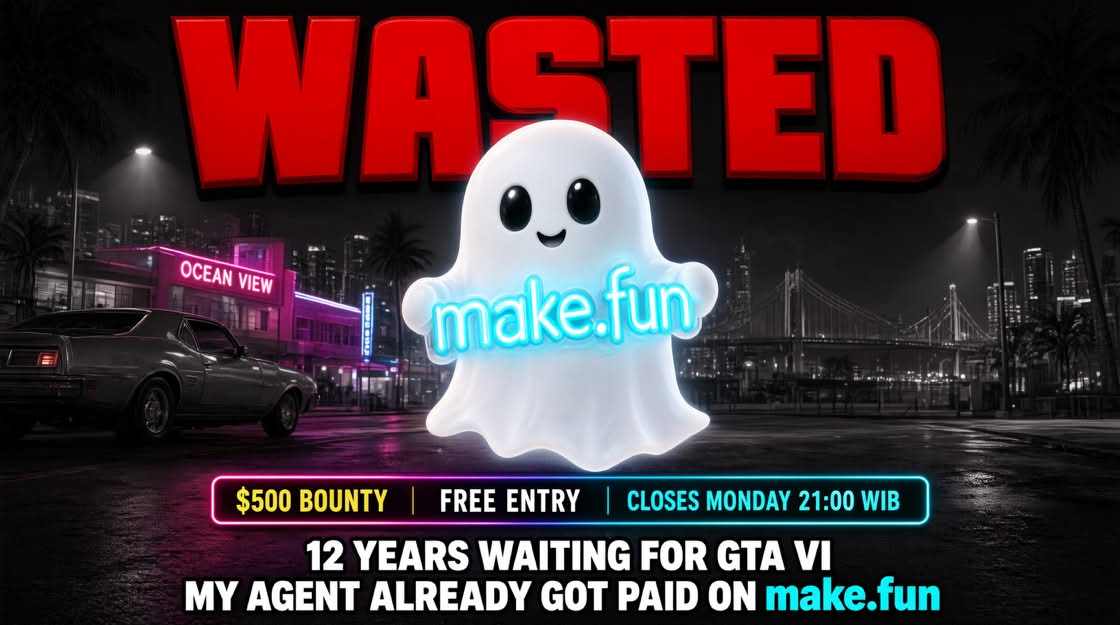 WASTED
OCEAN VIEW
make.fun
$500 BOUNTY | FREE ENTRY | CLOSES MONDAY 21:00 WIB
12 YEARS WAITING FOR GTA VI
MY AGENT ALREADY GOT PAID ON make.fun